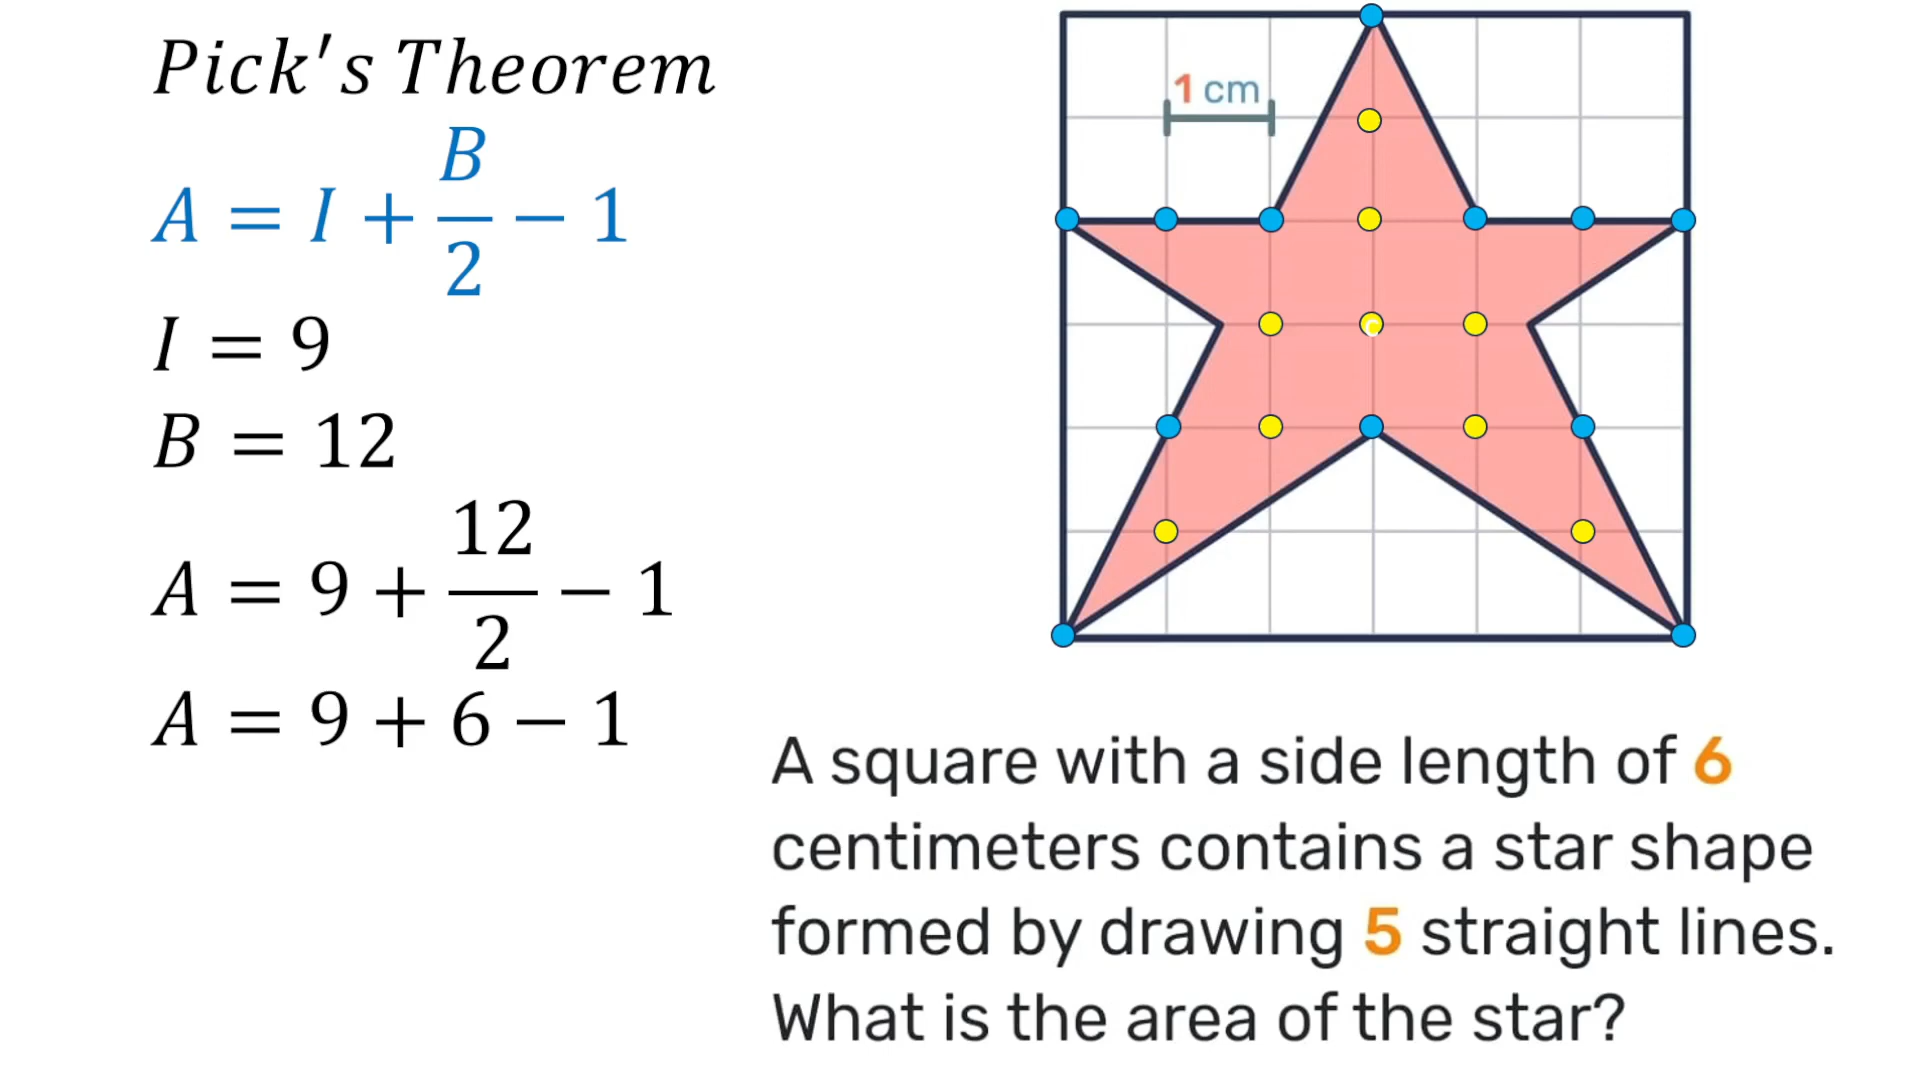 Pick's Theorem
A = I + B/2 − 1
I = 9
B = 12
A = 9 + 12/2 − 1
A = 9 + 6 − 1
1 cm
c
A square with a side length of 6
centimeters contains a star shape
formed by drawing 5 straight lines.
What is the area of the star?